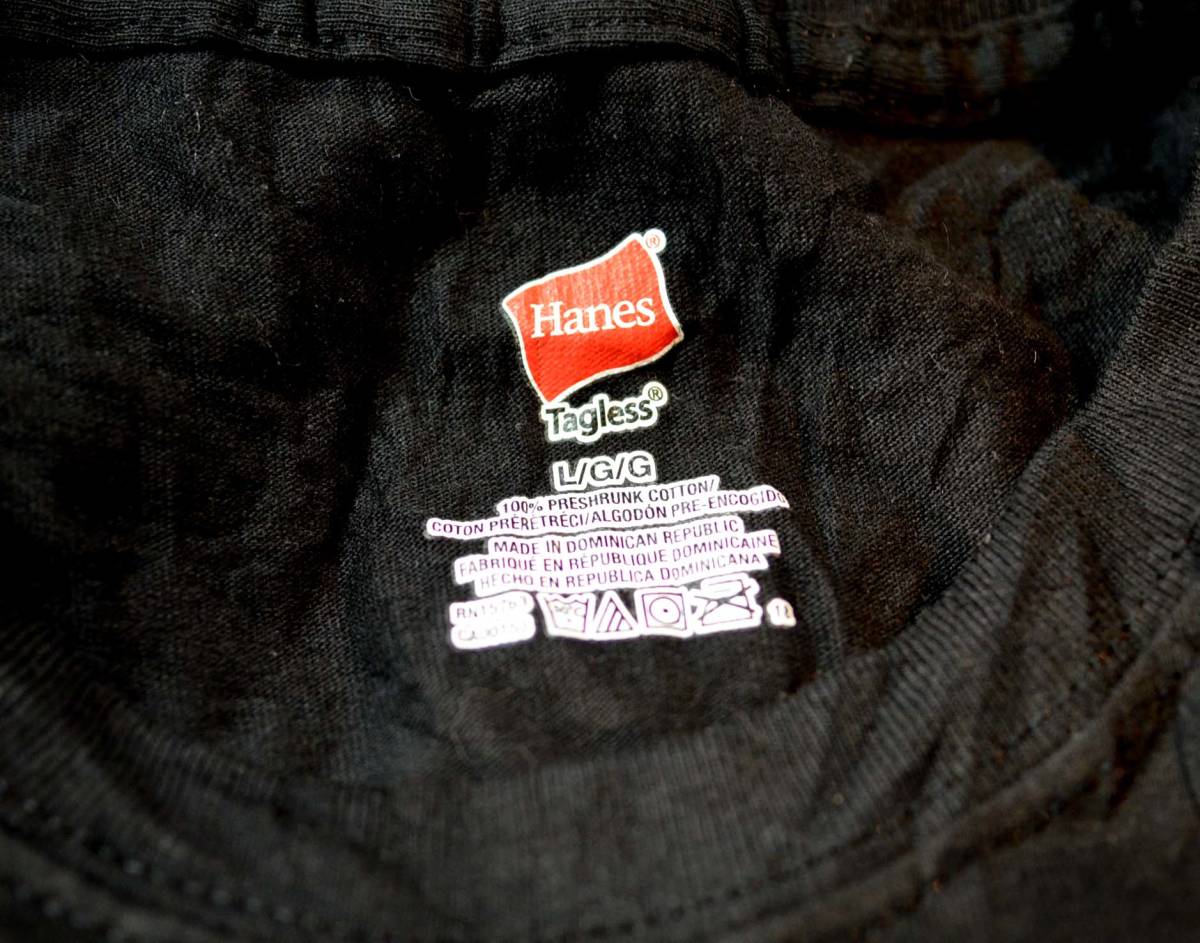 ®
Hanes
Tagless®
L/G/G
100% PRESHRUNK COTTON/
COTON PRÉRÉTRÉCI/ALGODÓN PRE-ENCOGIDO
MADE IN DOMINICAN REPUBLIC
FABRIQUÉ EN RÉPUBLIQUE DOMINICAINE
HECHO EN REPUBLICA DOMINICANA